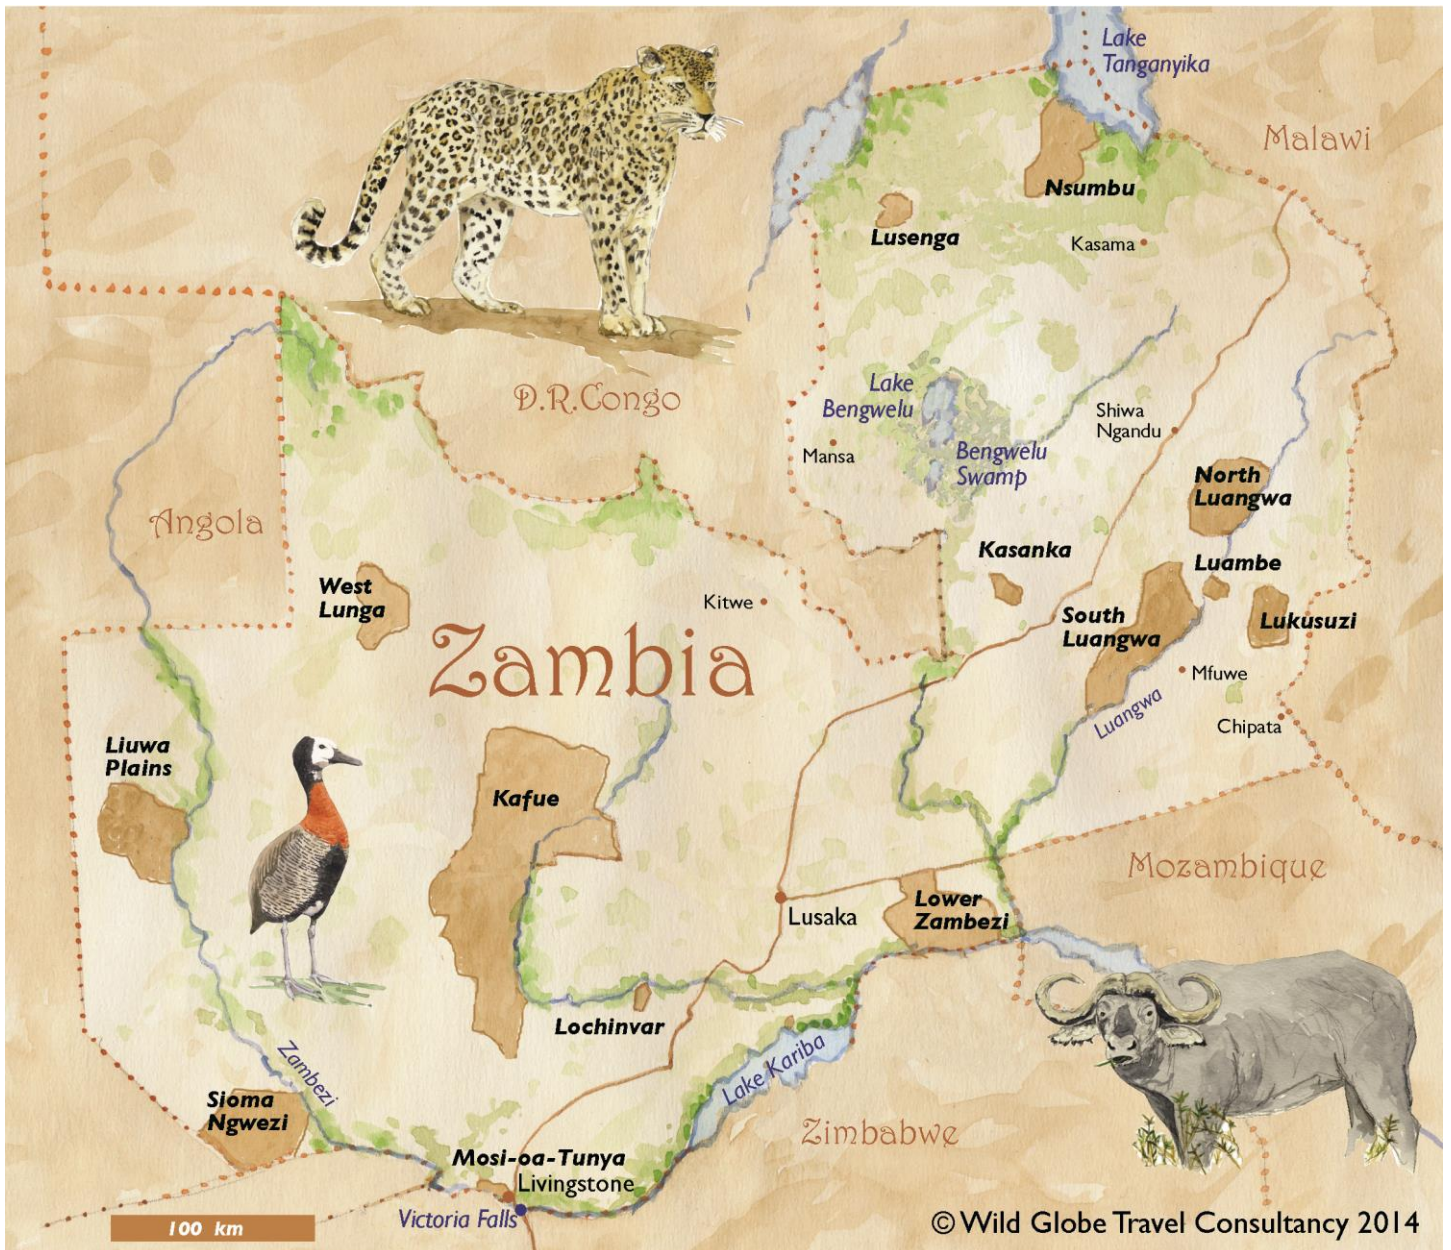 Lake
Tanganyika
Malawi
Nsumbu
Lusenga
Kasama
D.R.Congo
Lake
Bengwelu
Shiwa
Ngandu
Mansa
Bengwelu
Swamp
North
Luangwa
Angola
Kasanka
Luambe
West
Lunga
Kitwe
South
Luangwa
Lukusuzi
Zambia
Mfuwe
Luangwa
Chipata
Liuwa
Plains
Kafue
Mozambique
Lusaka
Lower
Zambezi
Lochinvar
Zambezi
Lake Kariba
Sioma
Ngwezi
Zimbabwe
Mosi-oa-Tunya
Livingstone
Victoria Falls
100 km
© Wild Globe Travel Consultancy 2014